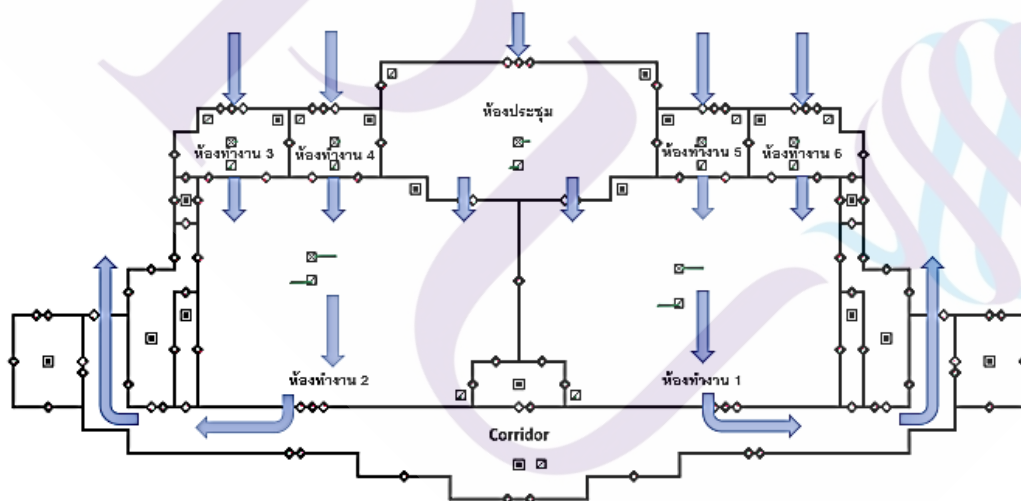 ห้องประชุม
ห้องทำงาน 3
ห้องทำงาน 4
ห้องทำงาน 5
ห้องทำงาน 6
ห้องทำงาน 2
ห้องทำงาน 1
Corridor